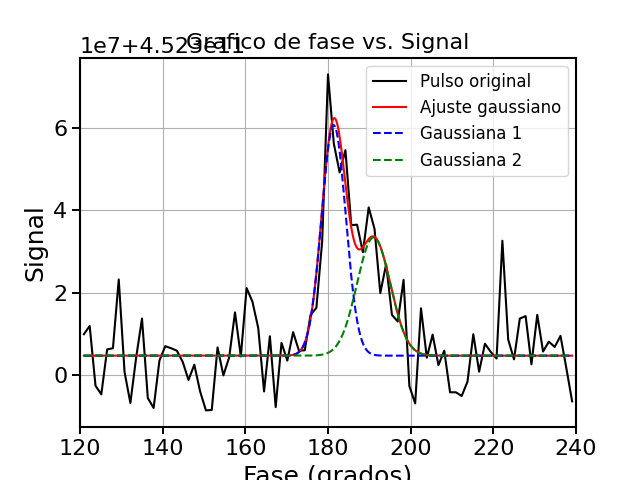 1e7+4.523e11
Grafico de fase vs. Signal
Pulso original
Ajuste gaussiano
Gaussiana 1
Gaussiana 2
Signal
6
4
2
0
120 140 160 180 200 220 240
Fase (grados)